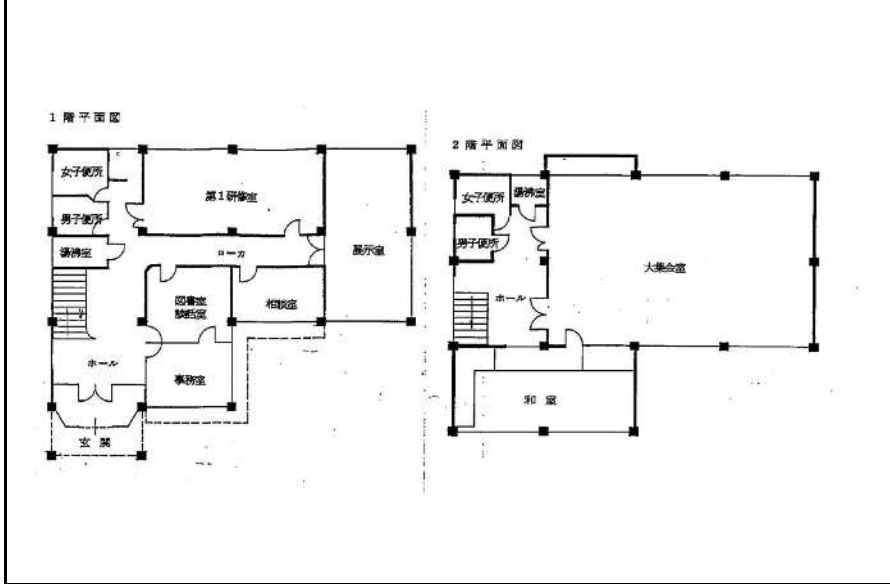 1階平面図
女子便所
第1研修室
男子便所
湯沸室
ローカ
展示室
図書室
相談室
ホール
事務室
玄関
2階平面図
女子便所
湯沸室
男子便所
大集会室
ホール
和室